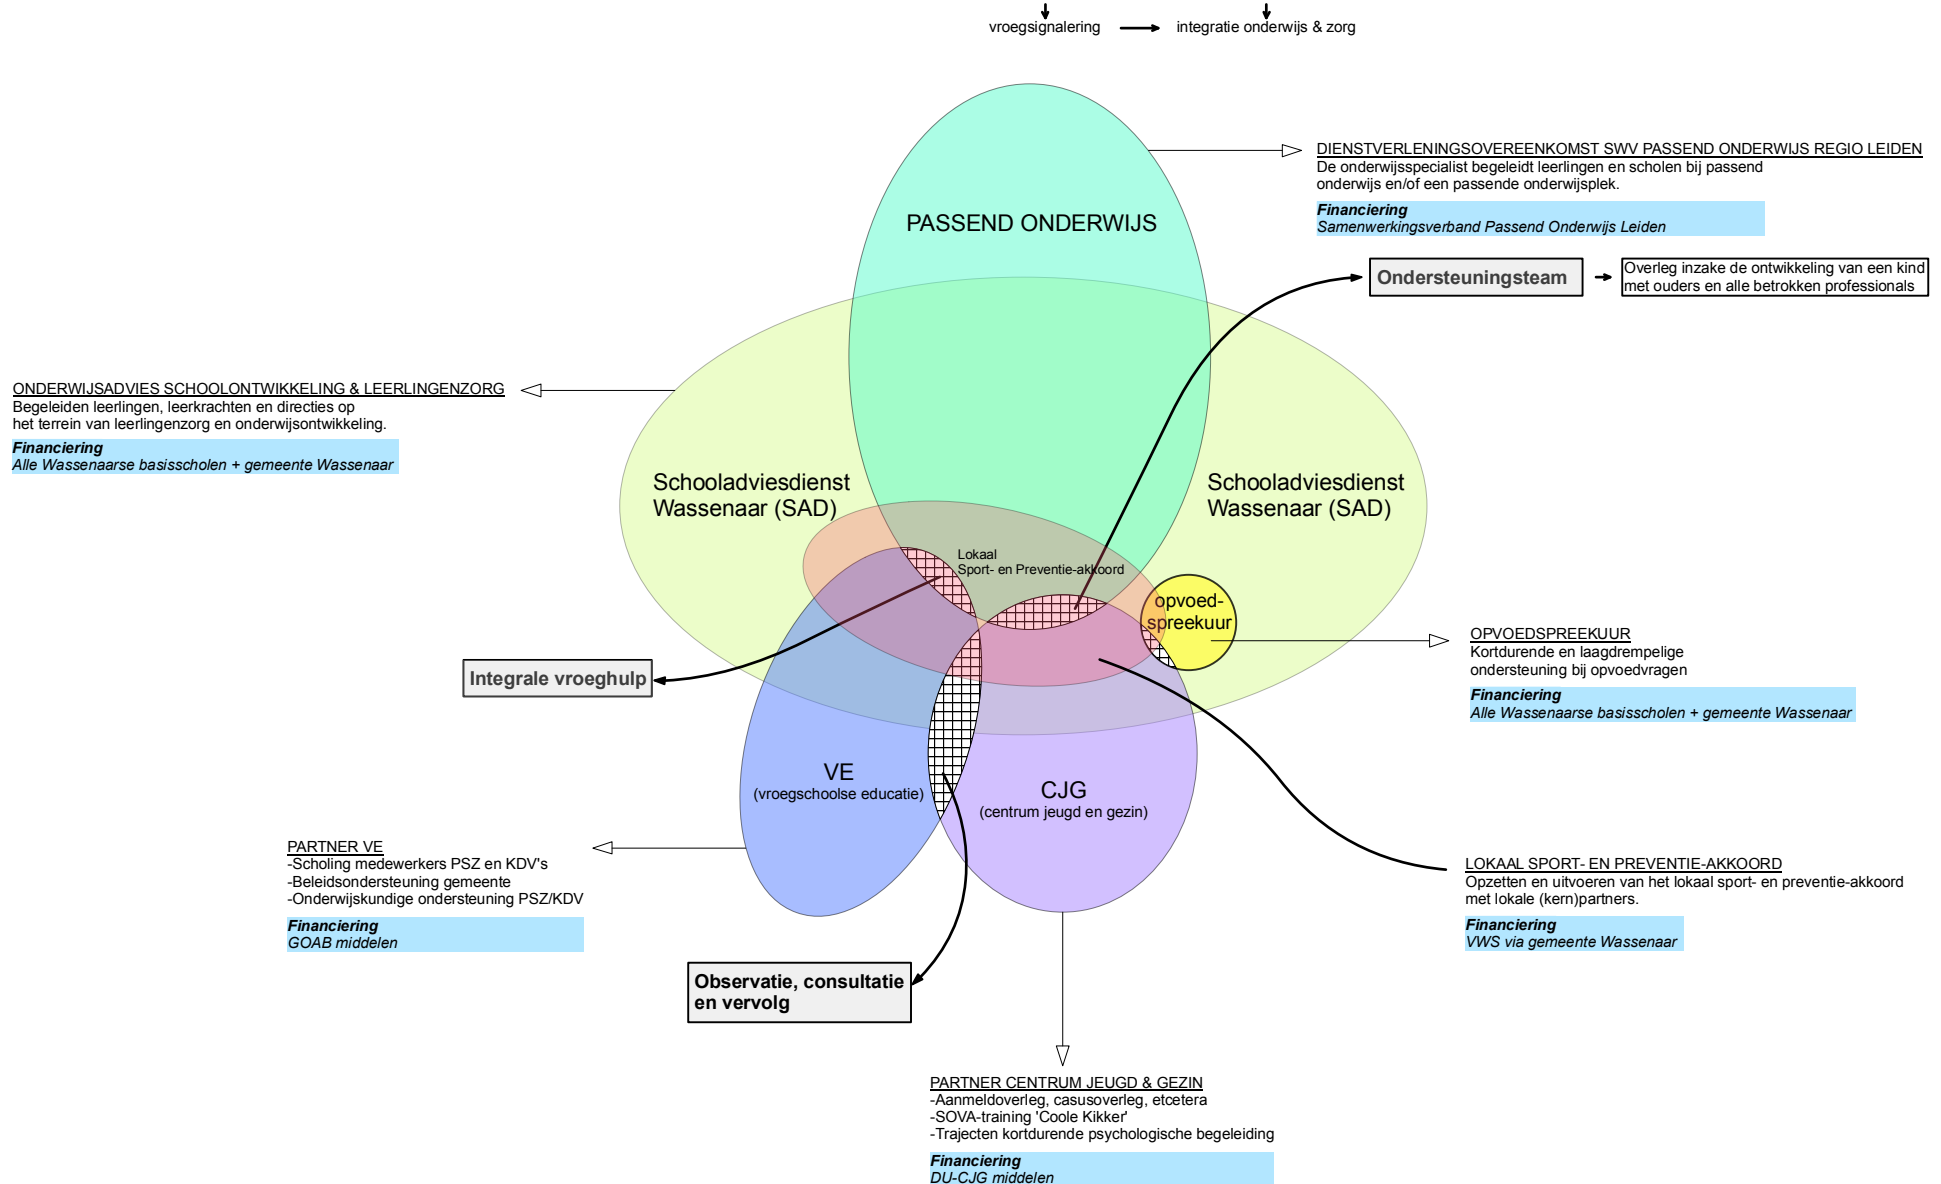 vroegsignalering
integratie onderwijs & zorg
DIENSTVERLENINGSOVEREENKOMST SWV PASSEND ONDERWIJS REGIO LEIDEN
De onderwijsspecialist begeleidt leerlingen en scholen bij passend
onderwijs en/of een passende onderwijsplek.
Financiering
Samenwerkingsverband Passend Onderwijs Leiden
PASSEND ONDERWIJS
Ondersteuningsteam
Overleg inzake de ontwikkeling van een kind
met ouders en alle betrokken professionals
ONDERWIJSADVIES SCHOOLONTWIKKELING & LEERLINGENZORG
Begeleiden leerlingen, leerkrachten en directies op
het terrein van leerlingenzorg en onderwijsontwikkeling.
Financiering
Alle Wassenaarse basisscholen + gemeente Wassenaar
Schooladviesdienst
Wassenaar (SAD)
Schooladviesdienst
Wassenaar (SAD)
Lokaal
Sport- en Preventie-akkoord
opvoed-
spreekuur
OPVOEDSPREEKUUR
Kortdurende en laagdrempelige
ondersteuning bij opvoedvragen
Financiering
Alle Wassenaarse basisscholen + gemeente Wassenaar
Integrale vroeghulp
VE
(vroegschoolse educatie)
CJG
(centrum jeugd en gezin)
PARTNER VE
-Scholing medewerkers PSZ en KDV's
-Beleidsondersteuning gemeente
-Onderwijskundige ondersteuning PSZ/KDV
Financiering
GOAB middelen
LOKAAL SPORT- EN PREVENTIE-AKKOORD
Opzetten en uitvoeren van het lokaal sport- en preventie-akkoord
met lokale (kern)partners.
Financiering
VWS via gemeente Wassenaar
Observatie, consultatie
en vervolg
PARTNER CENTRUM JEUGD & GEZIN
-Aanmeldoverleg, casusoverleg, etcetera
-SOVA-training 'Coole Kikker'
-Trajecten kortdurende psychologische begeleiding
Financiering
DU-CJG middelen